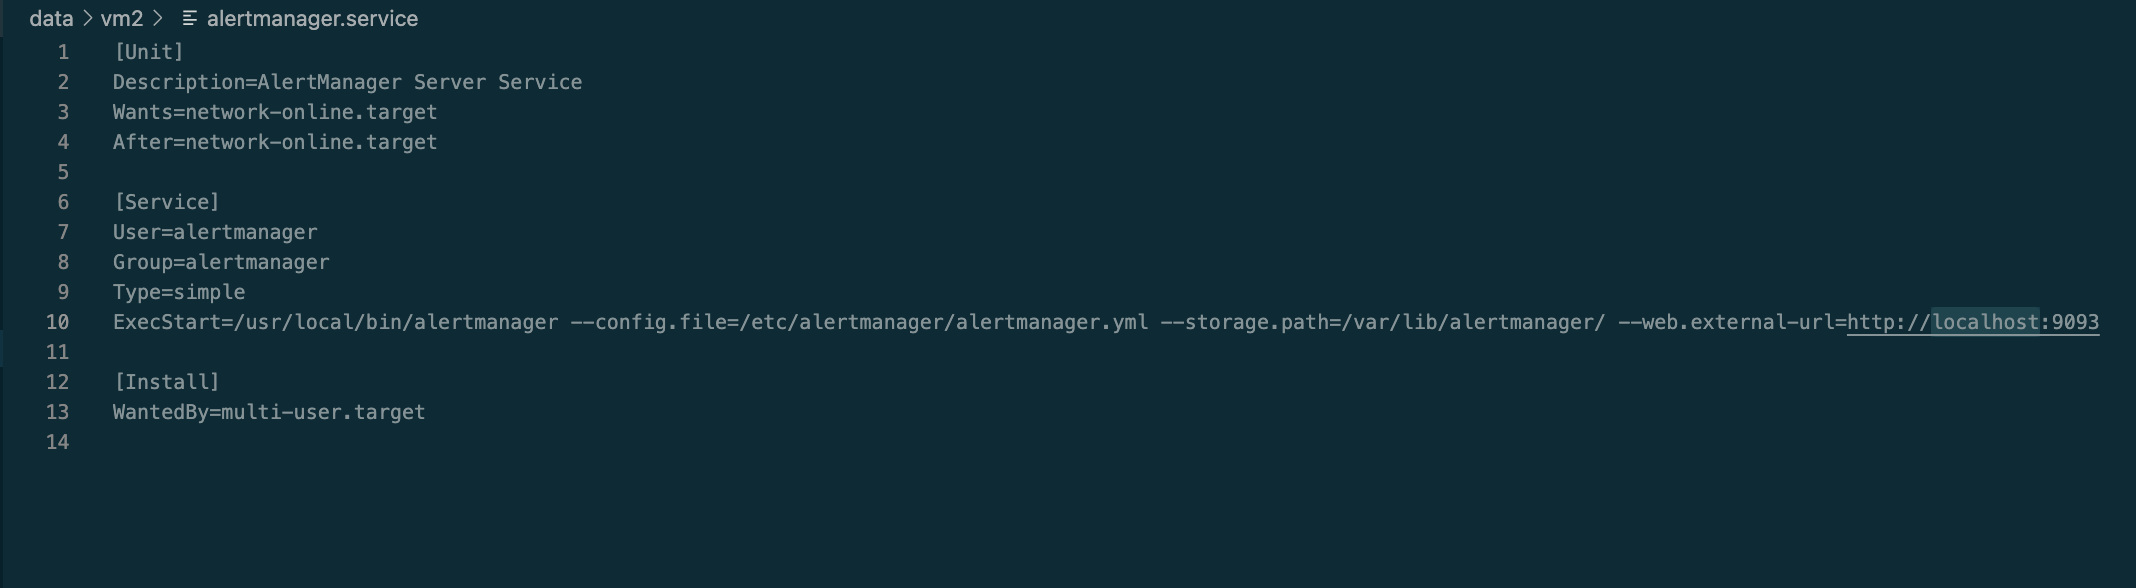 data > vm2 > alertmanager.service
1 [Unit]
2 Description=AlertManager Server Service
3 Wants=network-online.target
4 After=network-online.target
5
6 [Service]
7 User=alertmanager
8 Group=alertmanager
9 Type=simple
10 ExecStart=/usr/local/bin/alertmanager --config.file=/etc/alertmanager/alertmanager.yml --storage.path=/var/lib/alertmanager/ --web.external-url=http://localhost:9093
11
12 [Install]
13 WantedBy=multi-user.target
14